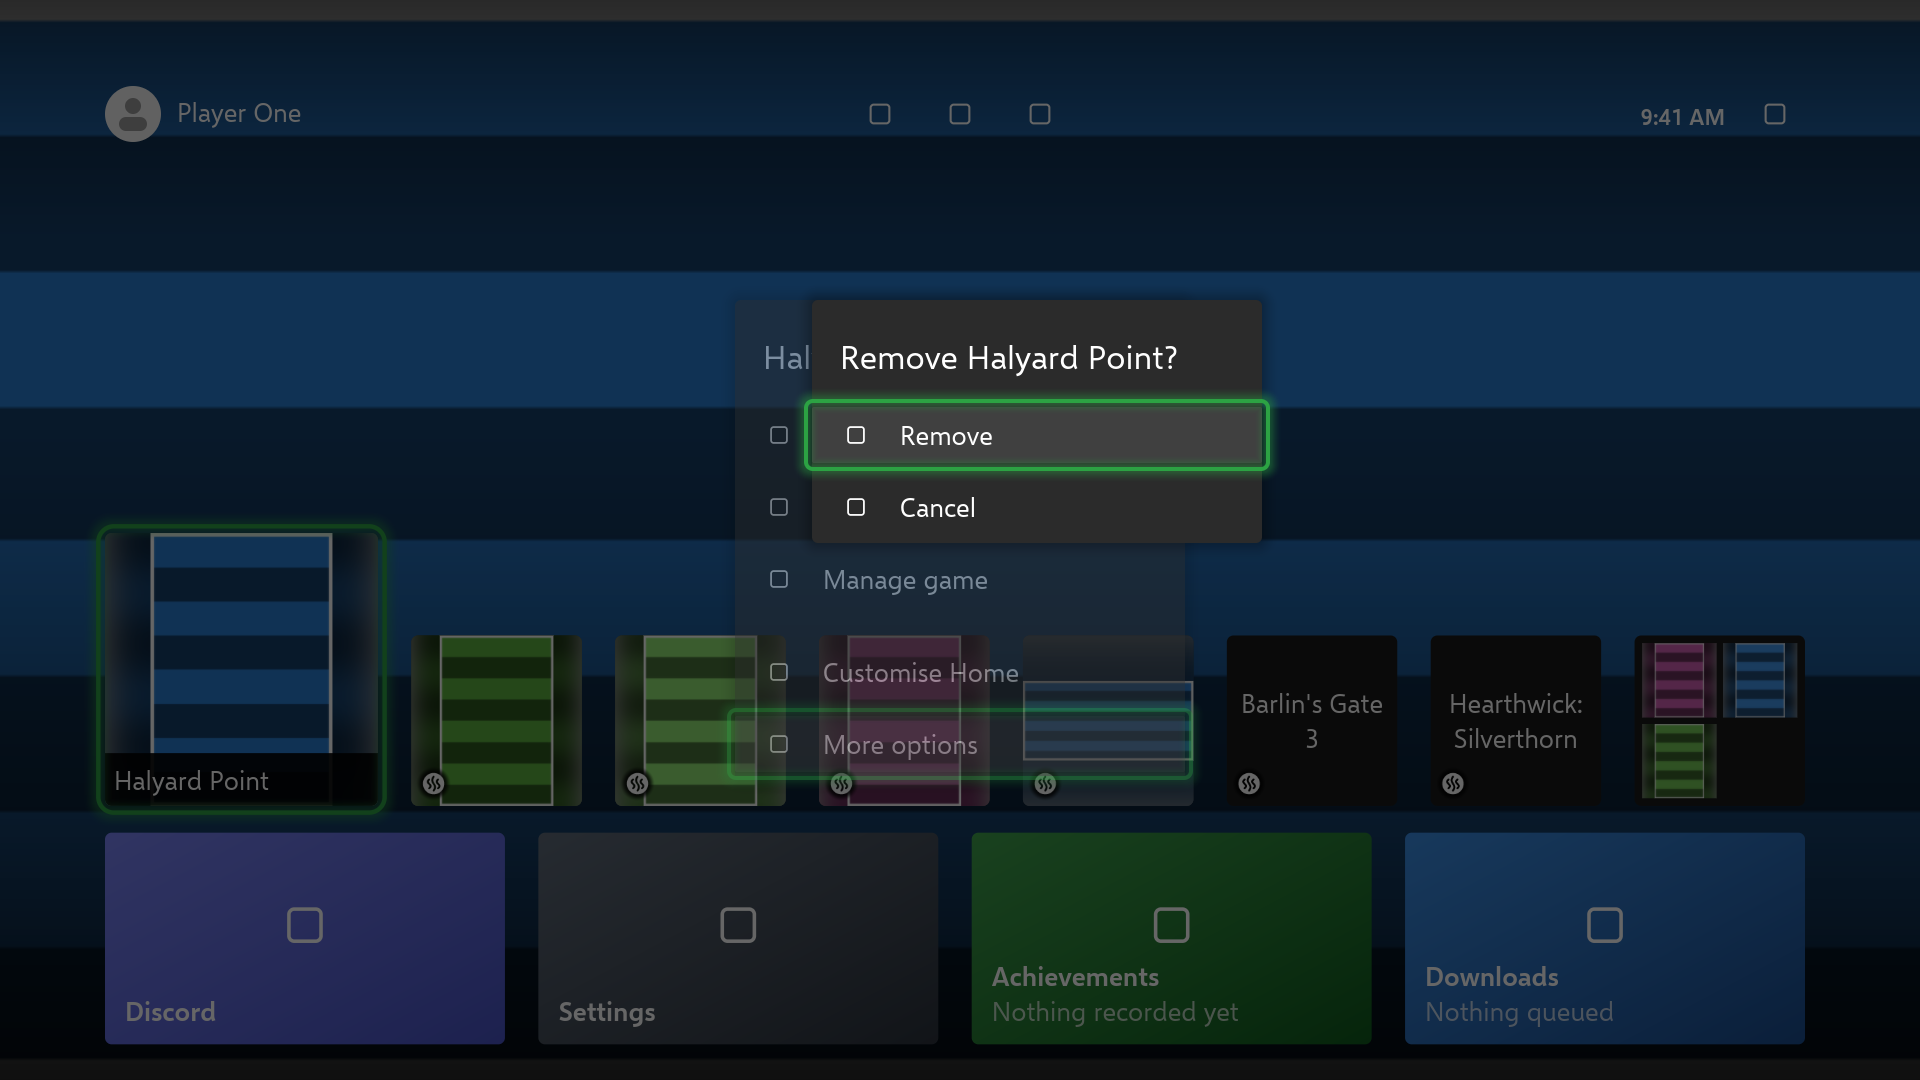 Player One
9:41 AM
Hal
Remove Halyard Point?
Remove
Cancel
Manage game
Customise Home
More options
Halyard Point
Barlin's Gate
3
Hearthwick:
Silverthorn
Discord
Settings
Achievements
Nothing recorded yet
Downloads
Nothing queued